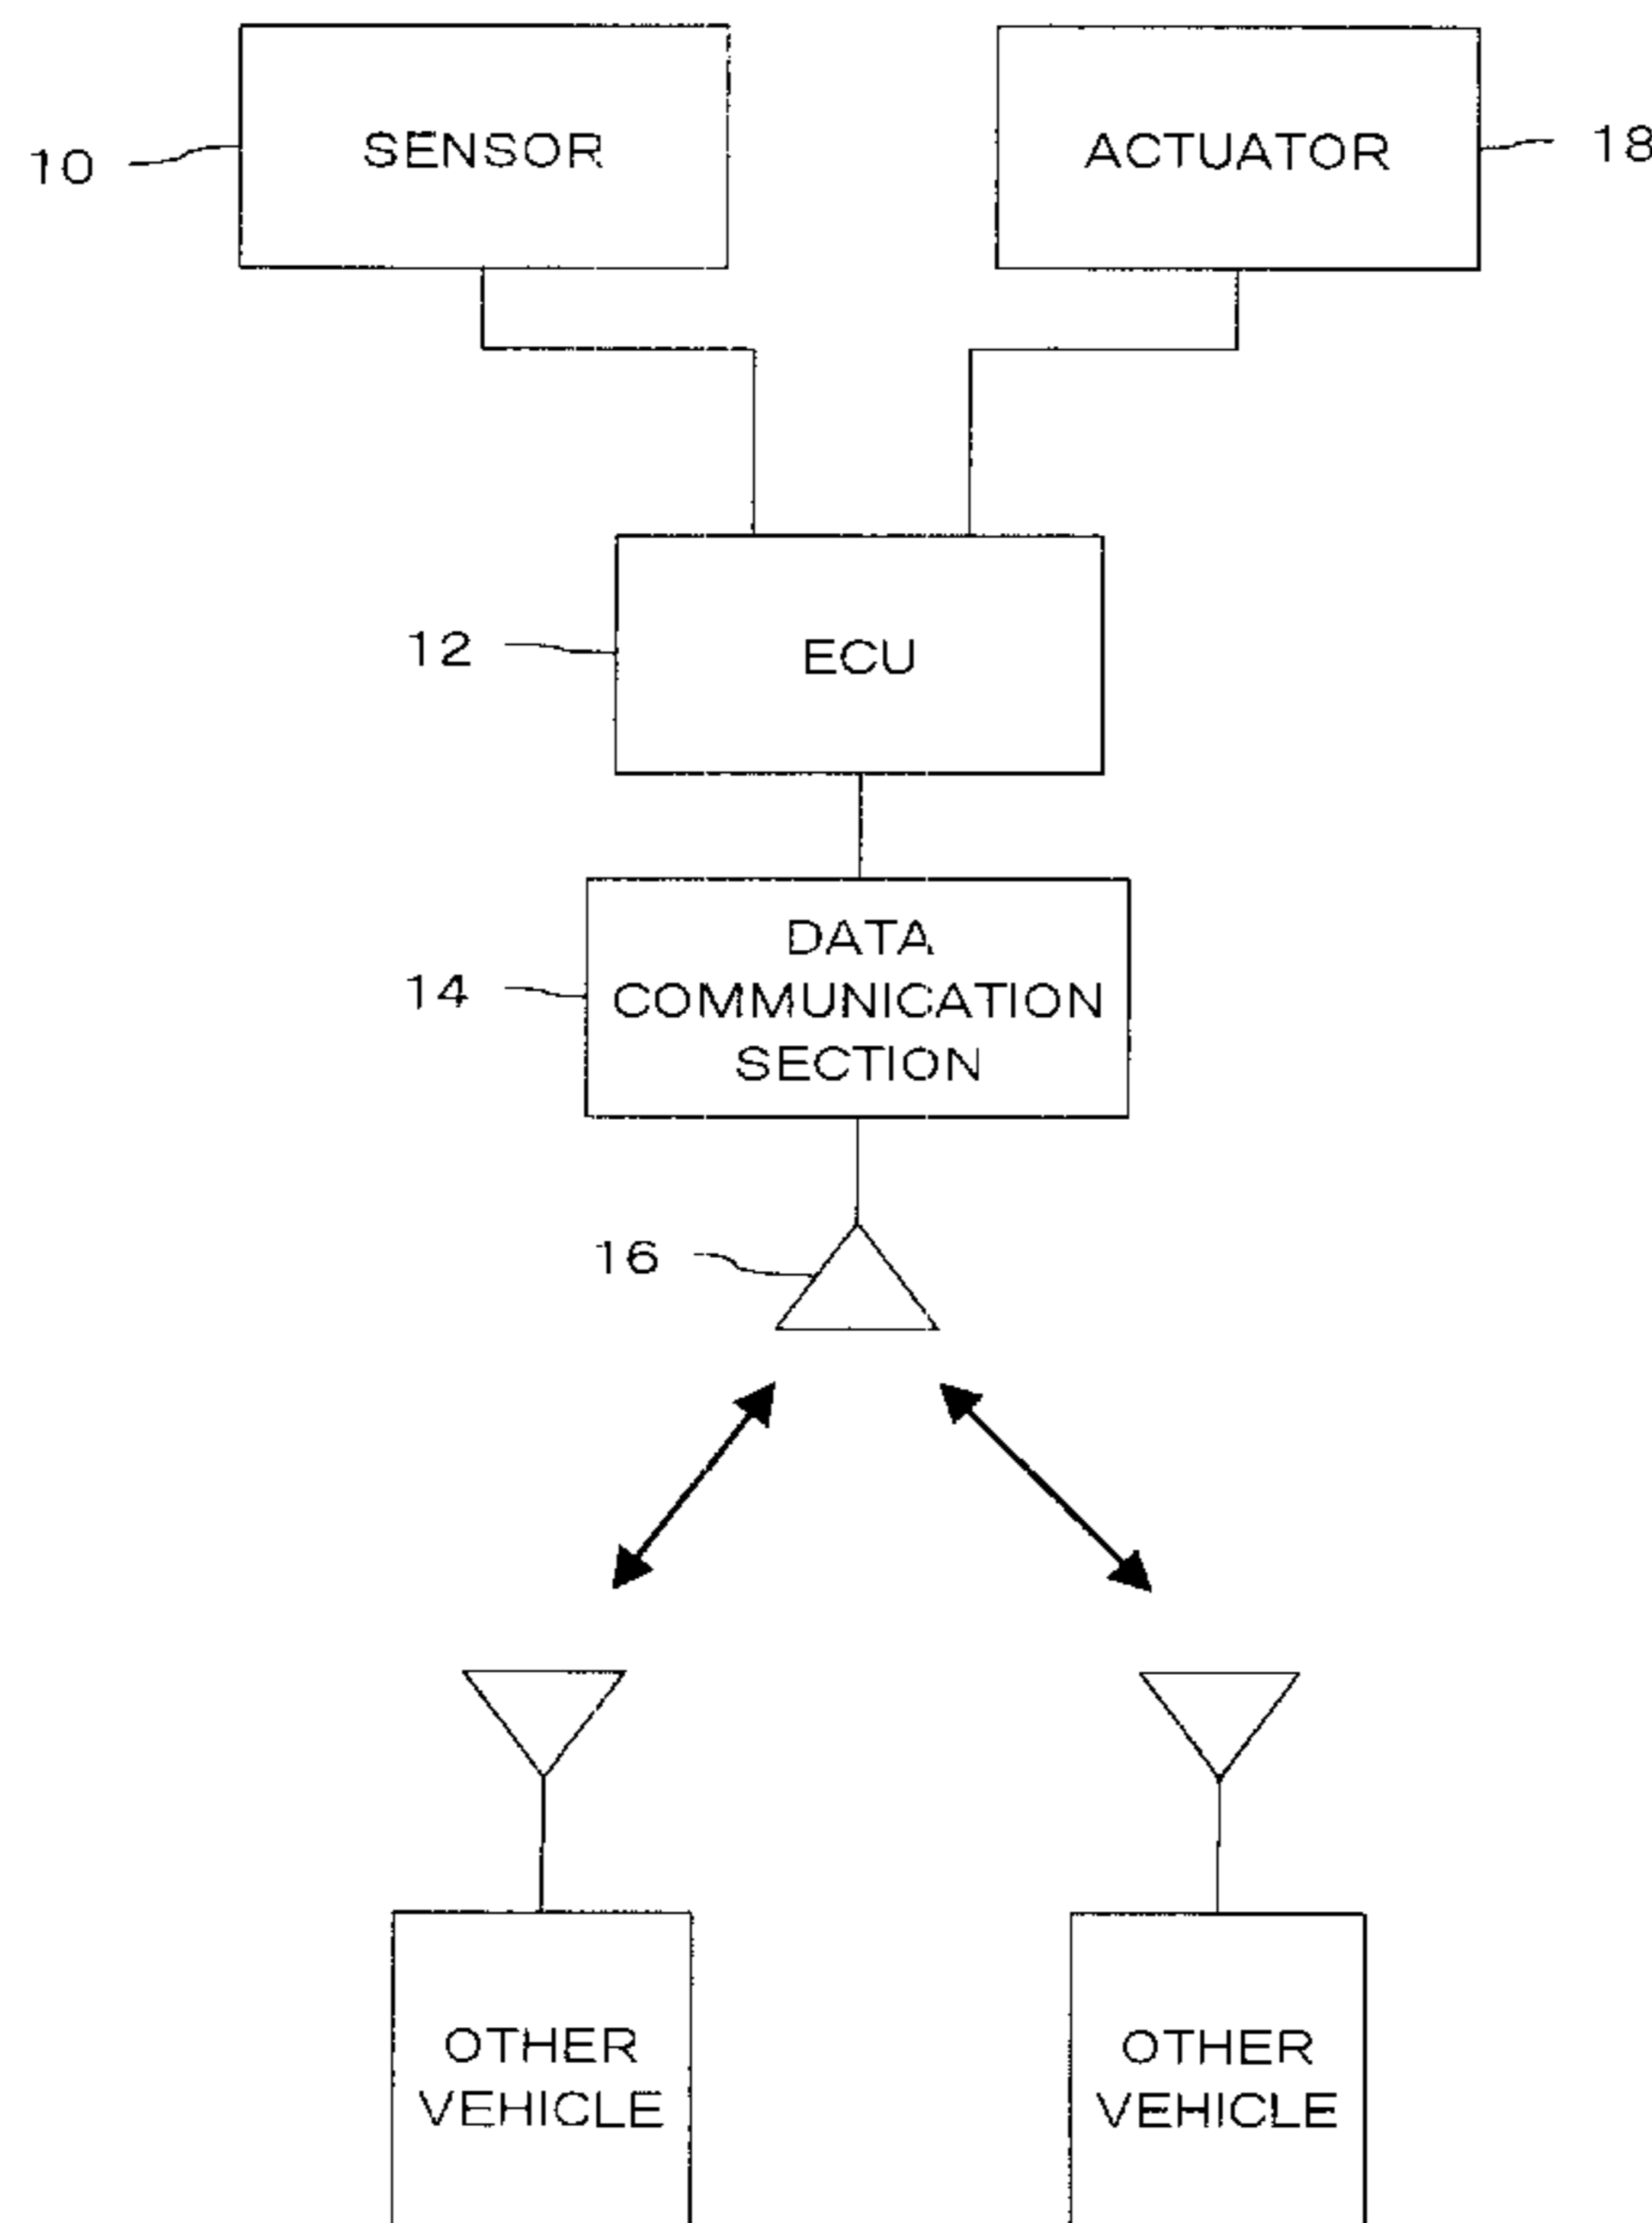 SENSOR
ACTUATOR
10
18
12
ECU
14
DATA
COMMUNICATION
SECTION
16
OTHER
VEHICLE
OTHER
VEHICLE